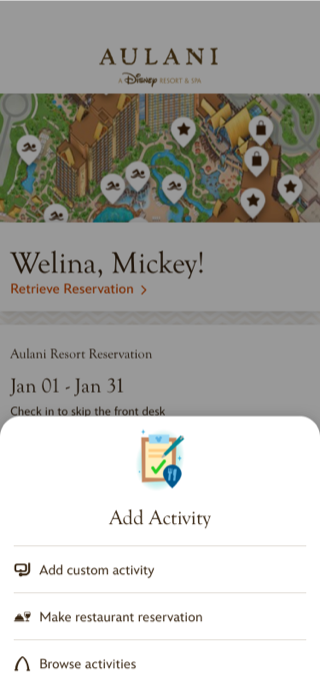 AULANI
A Disney RESORT & SPA
Welina, Mickey!
Retrieve Reservation
Aulani Resort Reservation
Jan 01 - Jan 31
Check in to skip the front desk
Add Activity
Add custom activity
Make restaurant reservation
Browse activities